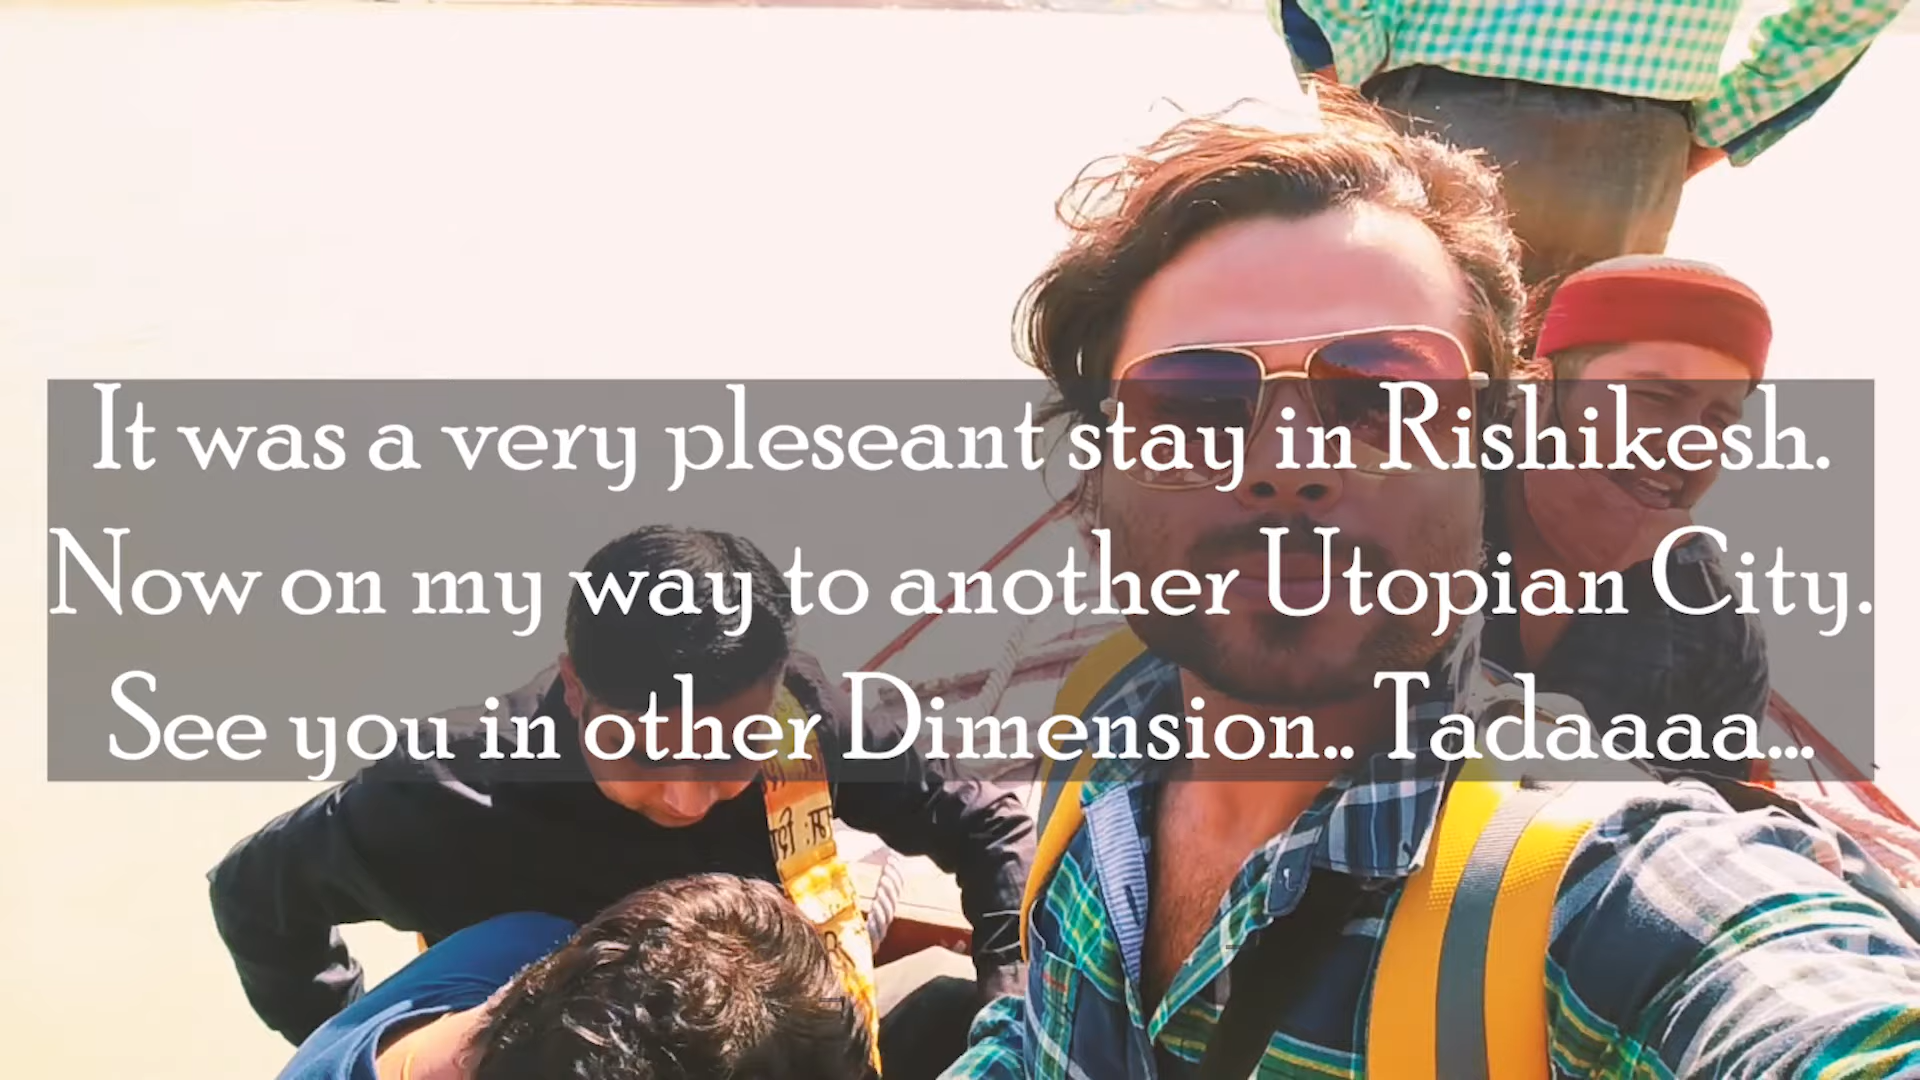 It was a very pleseant stay in Rishikesh.
Now on my way to another Utopian City.
See you in other Dimension.. Tadaaaa...